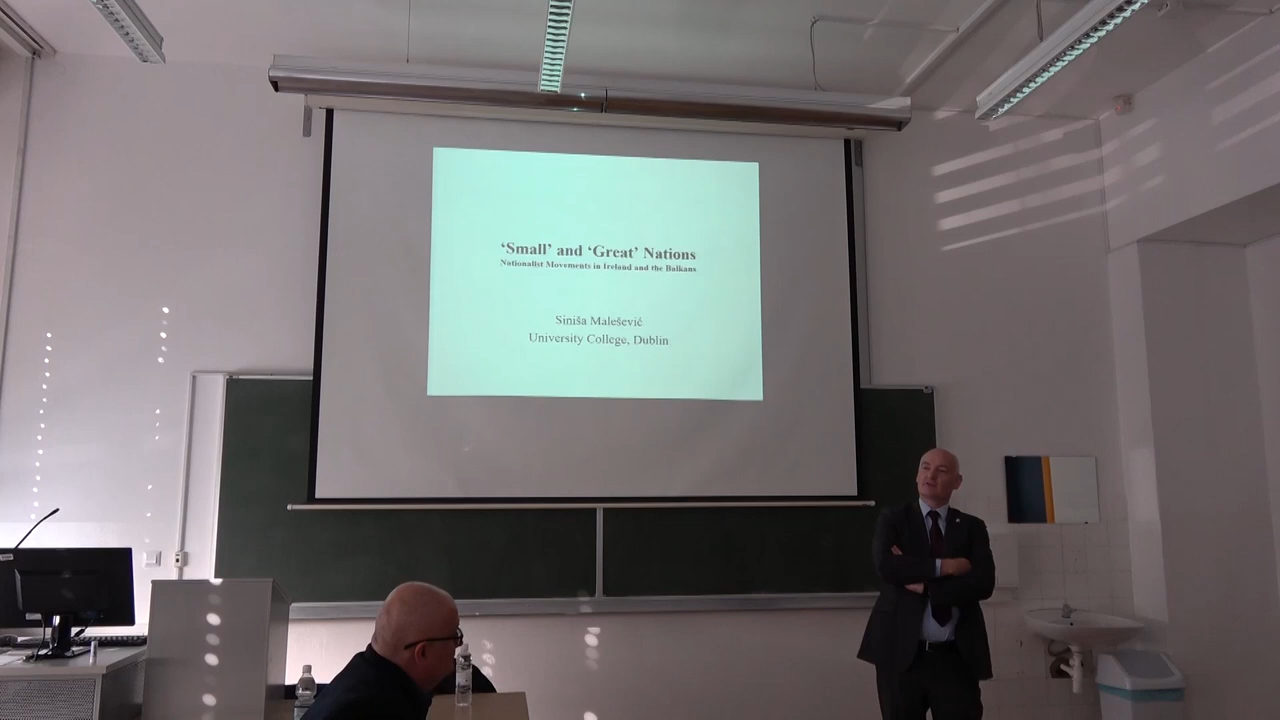 ‘Small’ and ‘Great’ Nations
Nationalist Movements in Ireland and the Balkans
Siniša Malešević
University College, Dublin